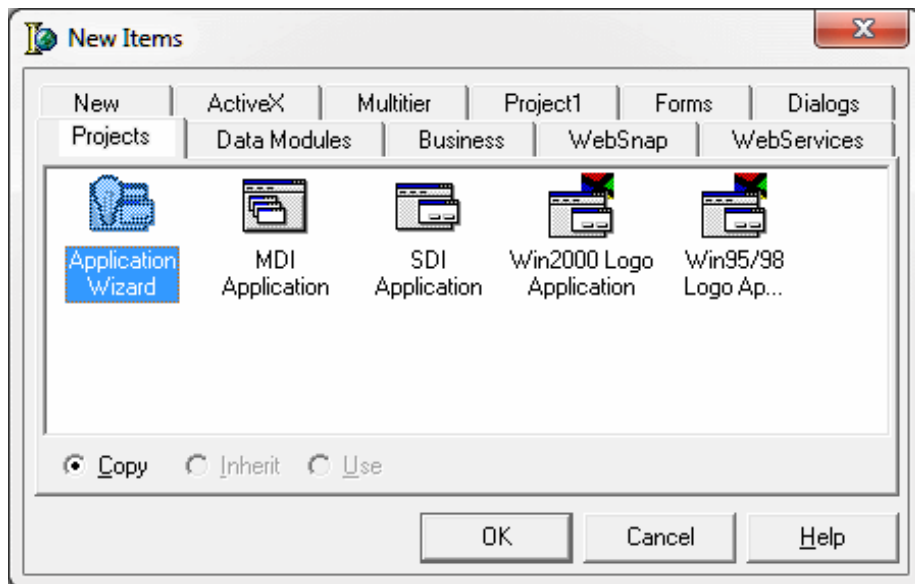 New Items
New ActiveX Multitier Project1 Forms Dialogs
Projects Data Modules Business WebSnap WebServices
Application Wizard
MDI Application
SDI Application
Win2000 Logo Application
Win95/98 Logo Ap...
Copy Inherit Use
OK Cancel Help